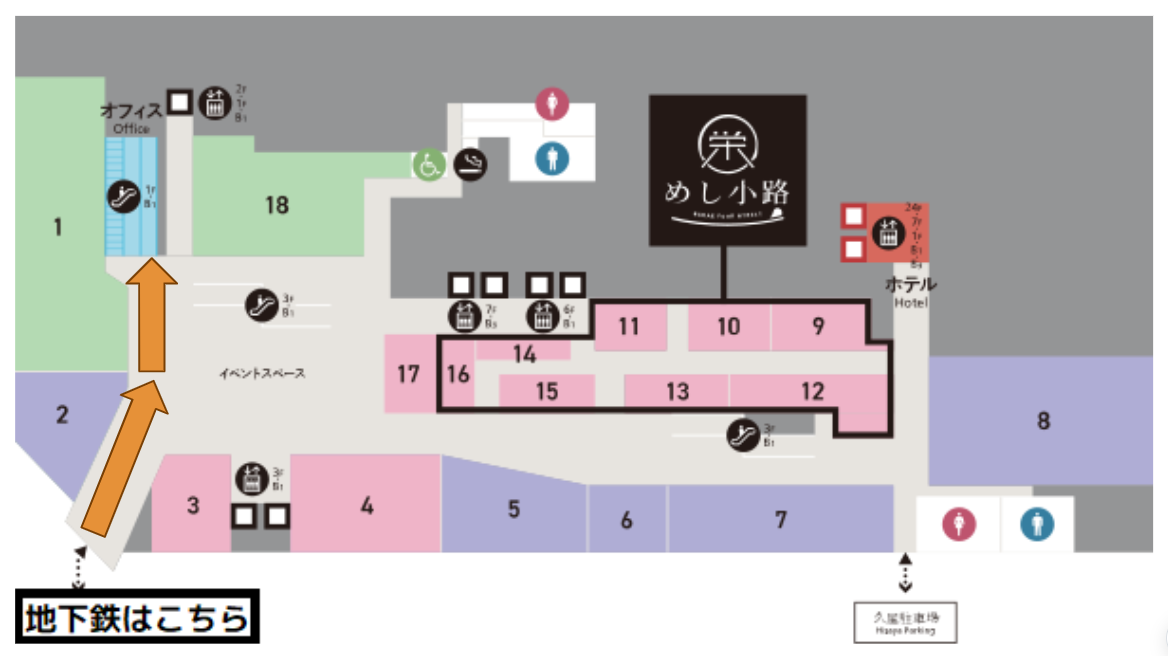 オフィス
Office
2F
1F
B1
1F
B1
1
18
栄
めし小路
SAKAE FOOD STREET
24F
7F
1F
B1
B3
ホテル
Hotel
3F
B1
7F
B3
6F
B1
11
10
9
14
17
16
15
13
12
イベントスペース
2
3F
B1
8
3F
B1
3
4
5
6
7
地下鉄はこちら
久屋駐車場
Hisaya Parking